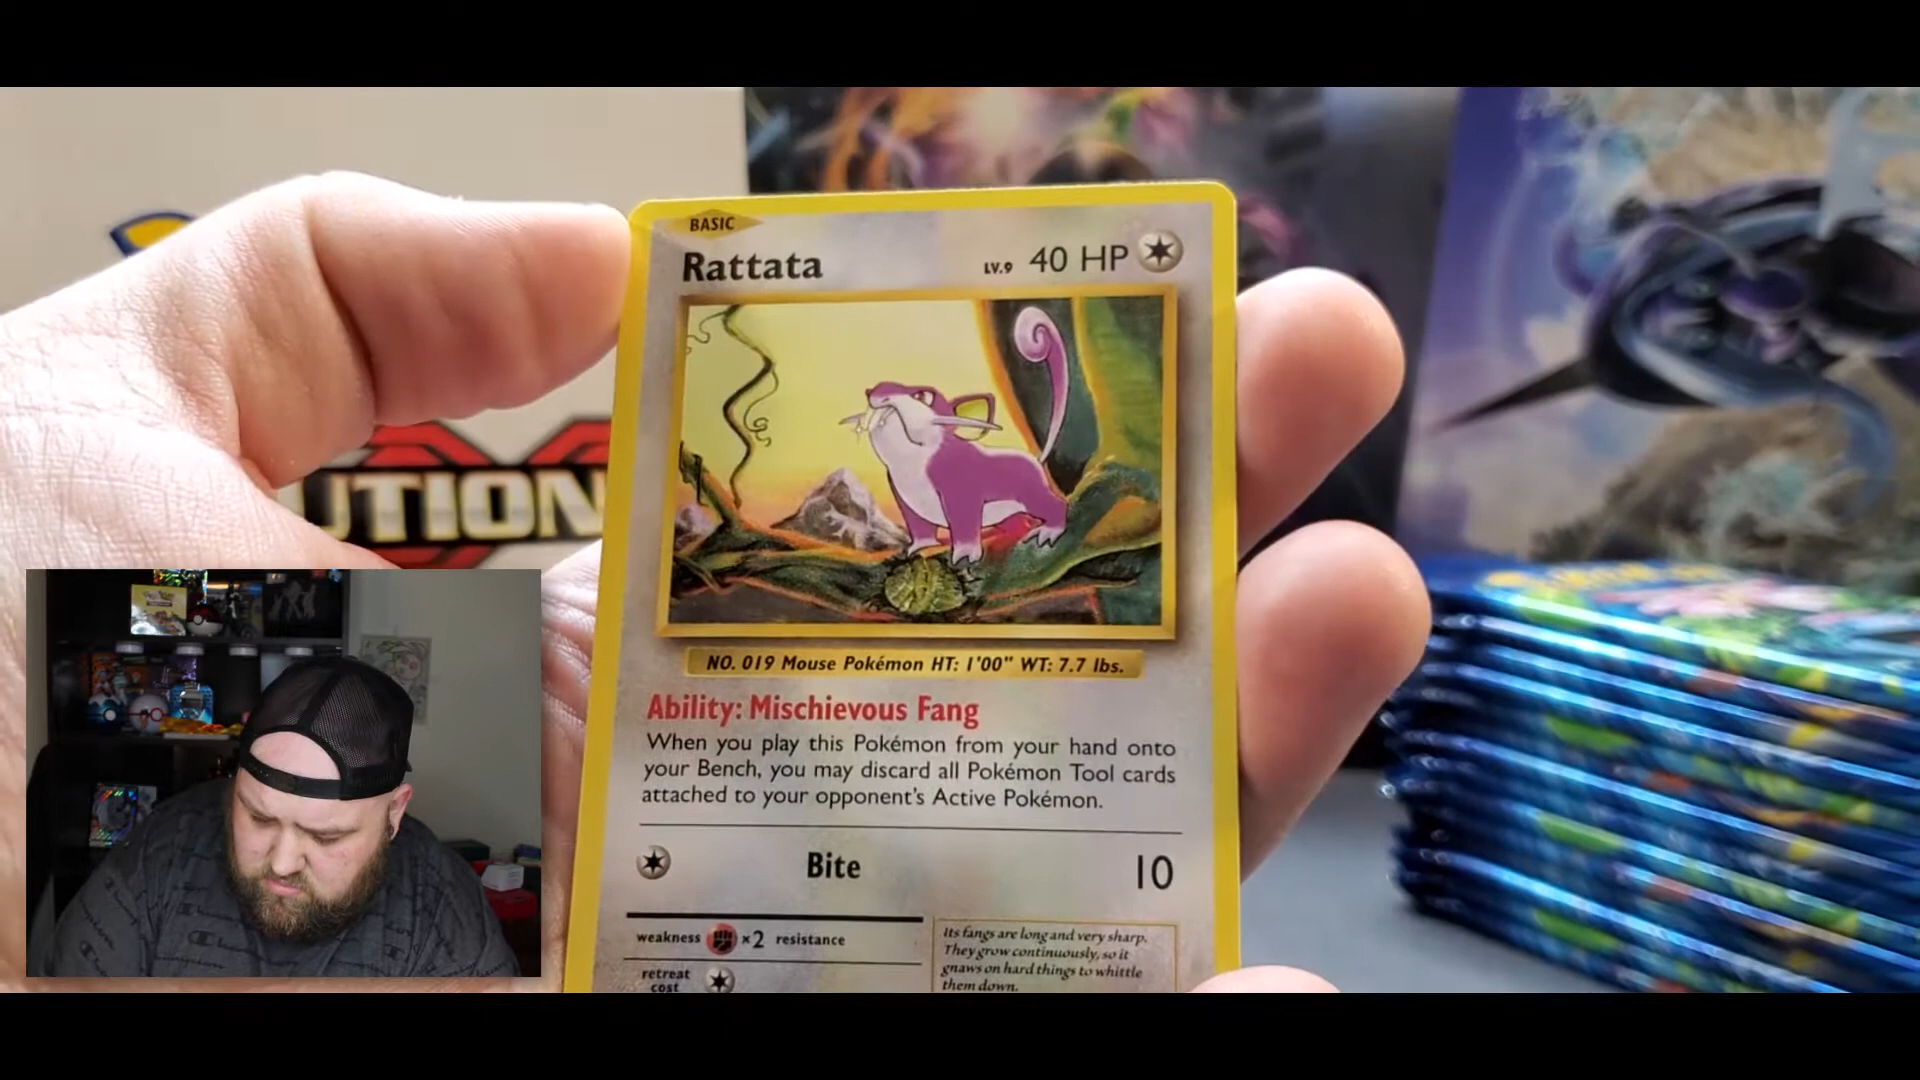 BASIC
Rattata LV.9 40 HP
UTION
NO. 019 Mouse Pokémon HT: 1'00" WT: 7.7 lbs.
Ability: Mischievous Fang
When you play this Pokémon from your hand onto
your Bench, you may discard all Pokémon Tool cards
attached to your opponent's Active Pokémon.
Bite 10
weakness ×2 resistance
retreat
cost
Its fangs are long and very sharp.
They grow continuously, so it
gnaws on hard things to whittle
them down.